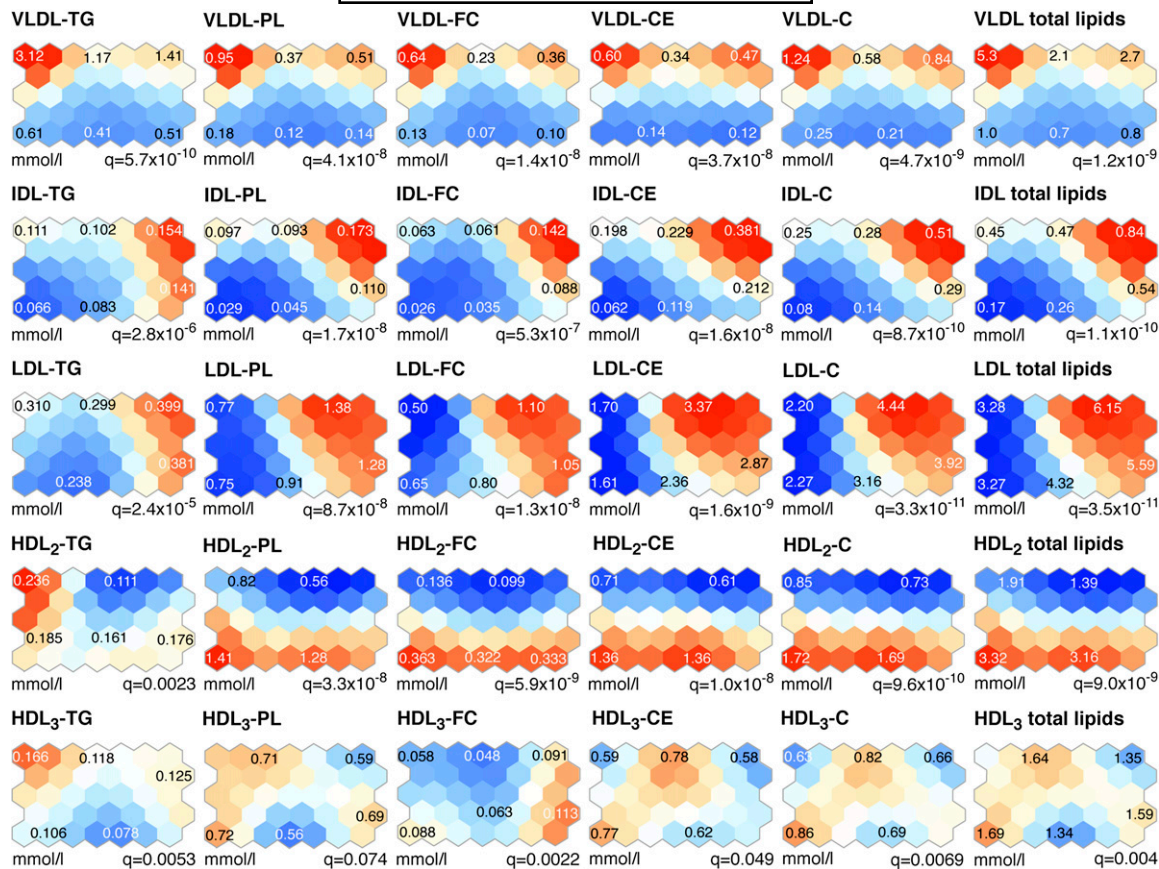 VLDL-TG VLDL-PL VLDL-FC VLDL-CE VLDL-C VLDL total lipids
3.12 1.17 1.41 0.95 0.37 0.51 0.64 0.23 0.36 0.60 0.34 0.47 1.24 0.58 0.84 5.3 2.1 2.7
0.61 0.41 0.51 0.18 0.12 0.14 0.13 0.07 0.10 0.14 0.12 0.25 0.21 1.0 0.7 0.8
mmol/l q=5.7x10-10 q=4.1x10-8 q=1.4x10-8 mmol/l q=3.7x10-8 mmol/l q=4.7x10-9 mmol/l q=1.2x10-9
IDL-TG IDL-PL IDL-FC IDL-CE IDL-C IDL total lipids
0.111 0.102 0.154 0.097 0.093 0.173 0.063 0.061 0.142 0.198 0.229 0.381 0.25 0.28 0.51 0.45 0.47 0.84
0.141 0.110 0.088 0.212 0.29 0.54
0.066 0.083 0.029 0.045 0.026 0.035 0.062 0.119 0.08 0.14 0.17 0.26
mmol/l q=2.8x10-6 mmol/l q=1.7x10-8 mmol/l q=5.3x10-7 mmol/l q=1.6x10-8 mmol/l q=8.7x10-10 mmol/l q=1.1x10-10
LDL-TG LDL-PL LDL-FC LDL-CE LDL-C LDL total lipids
0.310 0.299 0.399 0.77 1.38 0.50 1.10 1.70 3.37 2.20 4.44 3.28 6.15
0.381 1.28 1.05 2.87 3.92 5.59
0.238 0.75 0.91 0.65 0.80 1.61 2.36 2.27 3.16 3.27 4.32
mmol/l q=2.4x10-5 mmol/l q=8.7x10-8 mmol/l q=1.3x10-8 mmol/l q=1.6x10-9 mmol/l q=3.3x10-11 mmol/l q=3.5x10-11
HDL2-TG HDL2-PL HDL2-FC HDL2-CE HDL2-C HDL2 total lipids
0.236 0.111 0.82 0.56 0.136 0.099 0.71 0.61 0.85 0.73 1.91 1.39
0.185 0.161 0.176
1.41 1.28 0.363 0.322 0.333 1.36 1.36 1.72 1.69 3.32 3.16
mmol/l q=0.0023 mmol/l q=3.3x10-8 mmol/l q=5.9x10-9 mmol/l q=1.0x10-8 mmol/l q=9.6x10-10 mmol/l q=9.0x10-9
HDL3-TG HDL3-PL HDL3-FC HDL3-CE HDL3-C HDL3 total lipids
0.166 0.118 0.71 0.59 0.058 0.048 0.091 0.59 0.78 0.58 0.63 0.82 0.66 1.64 1.35
0.125 0.69 0.063 0.113 1.59
0.106 0.078 0.72 0.56 0.088 0.77 0.62 0.86 0.69 1.69 1.34
mmol/l q=0.0053 mmol/l q=0.074 mmol/l q=0.0022 mmol/l q=0.049 mmol/l q=0.0069 mmol/l q=0.004